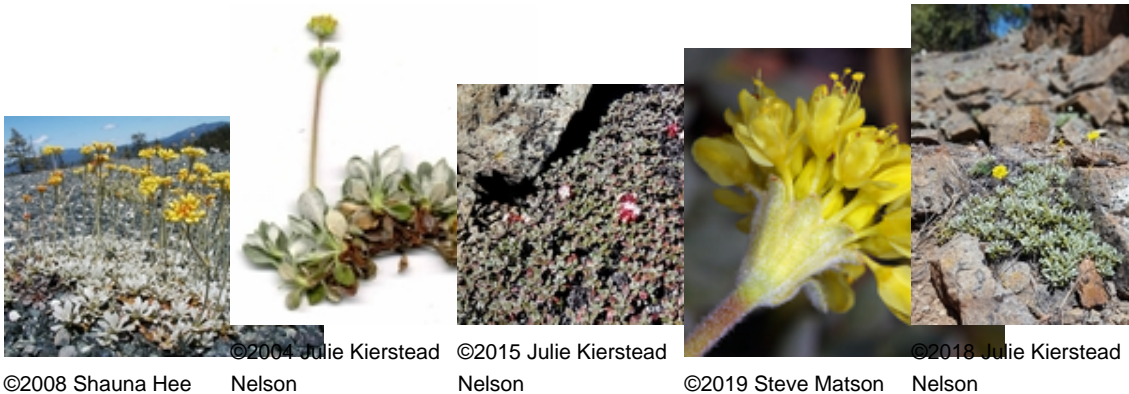 ©2008 Shauna Hee
©2004 Julie Kierstead
Nelson
©2015 Julie Kierstead
Nelson
©2019 Steve Matson
©2018 Julie Kierstead
Nelson